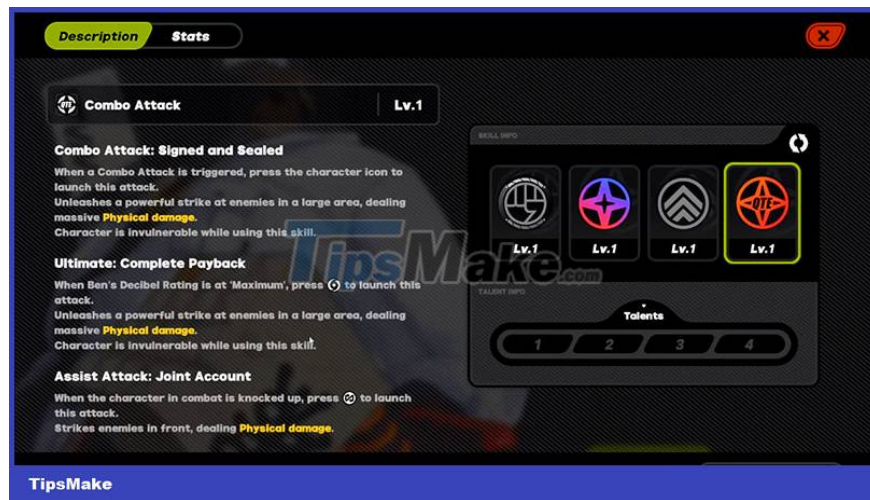 Description Stats
QTE Combo Attack Lv.1
Combo Attack: Signed and Sealed
When a Combo Attack is triggered, press the character icon to
launch this attack.
Unleashes a powerful strike at enemies in a large area, dealing
massive Physical damage.
Character is invulnerable while using this skill.
Ultimate: Complete Payback
When Ben's Decibel Rating is at 'Maximum', press to launch this
attack.
Unleashes a powerful strike at enemies in a large area, dealing
massive Physical damage.
Character is invulnerable while using this skill.
Assist Attack: Joint Account
When the character in combat is knocked up, press to launch
this attack.
Strikes enemies in front, dealing Physical damage.
SKILL INFO
QTE
Lv.1 Lv.1 Lv.1 Lv.1
TALENT INFO
Talents
1 2 3 4
TipsMake.com
TipsMake